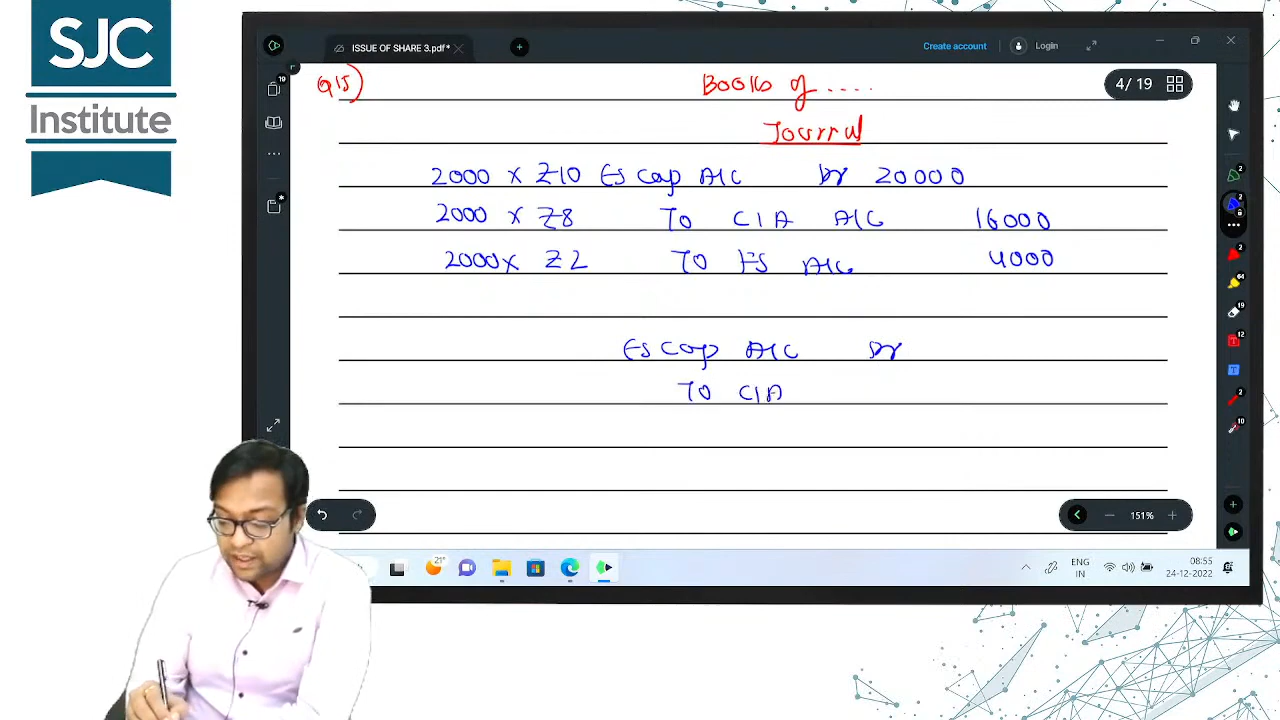 SJC
Institute
ISSUE OF SHARE 3.pdf*
Create account
Login
4 / 19
Q15)
Books of ....
Journal
2000 x ₹10 ES Cap A/C Dr 20000
2000 x ₹8 To CIA A/C 16000
2000x ₹2 To FS A/C 4000
ES Cap A/C Dr
To CIA
151%
21°
ENG
IN
08:55
24-12-2022